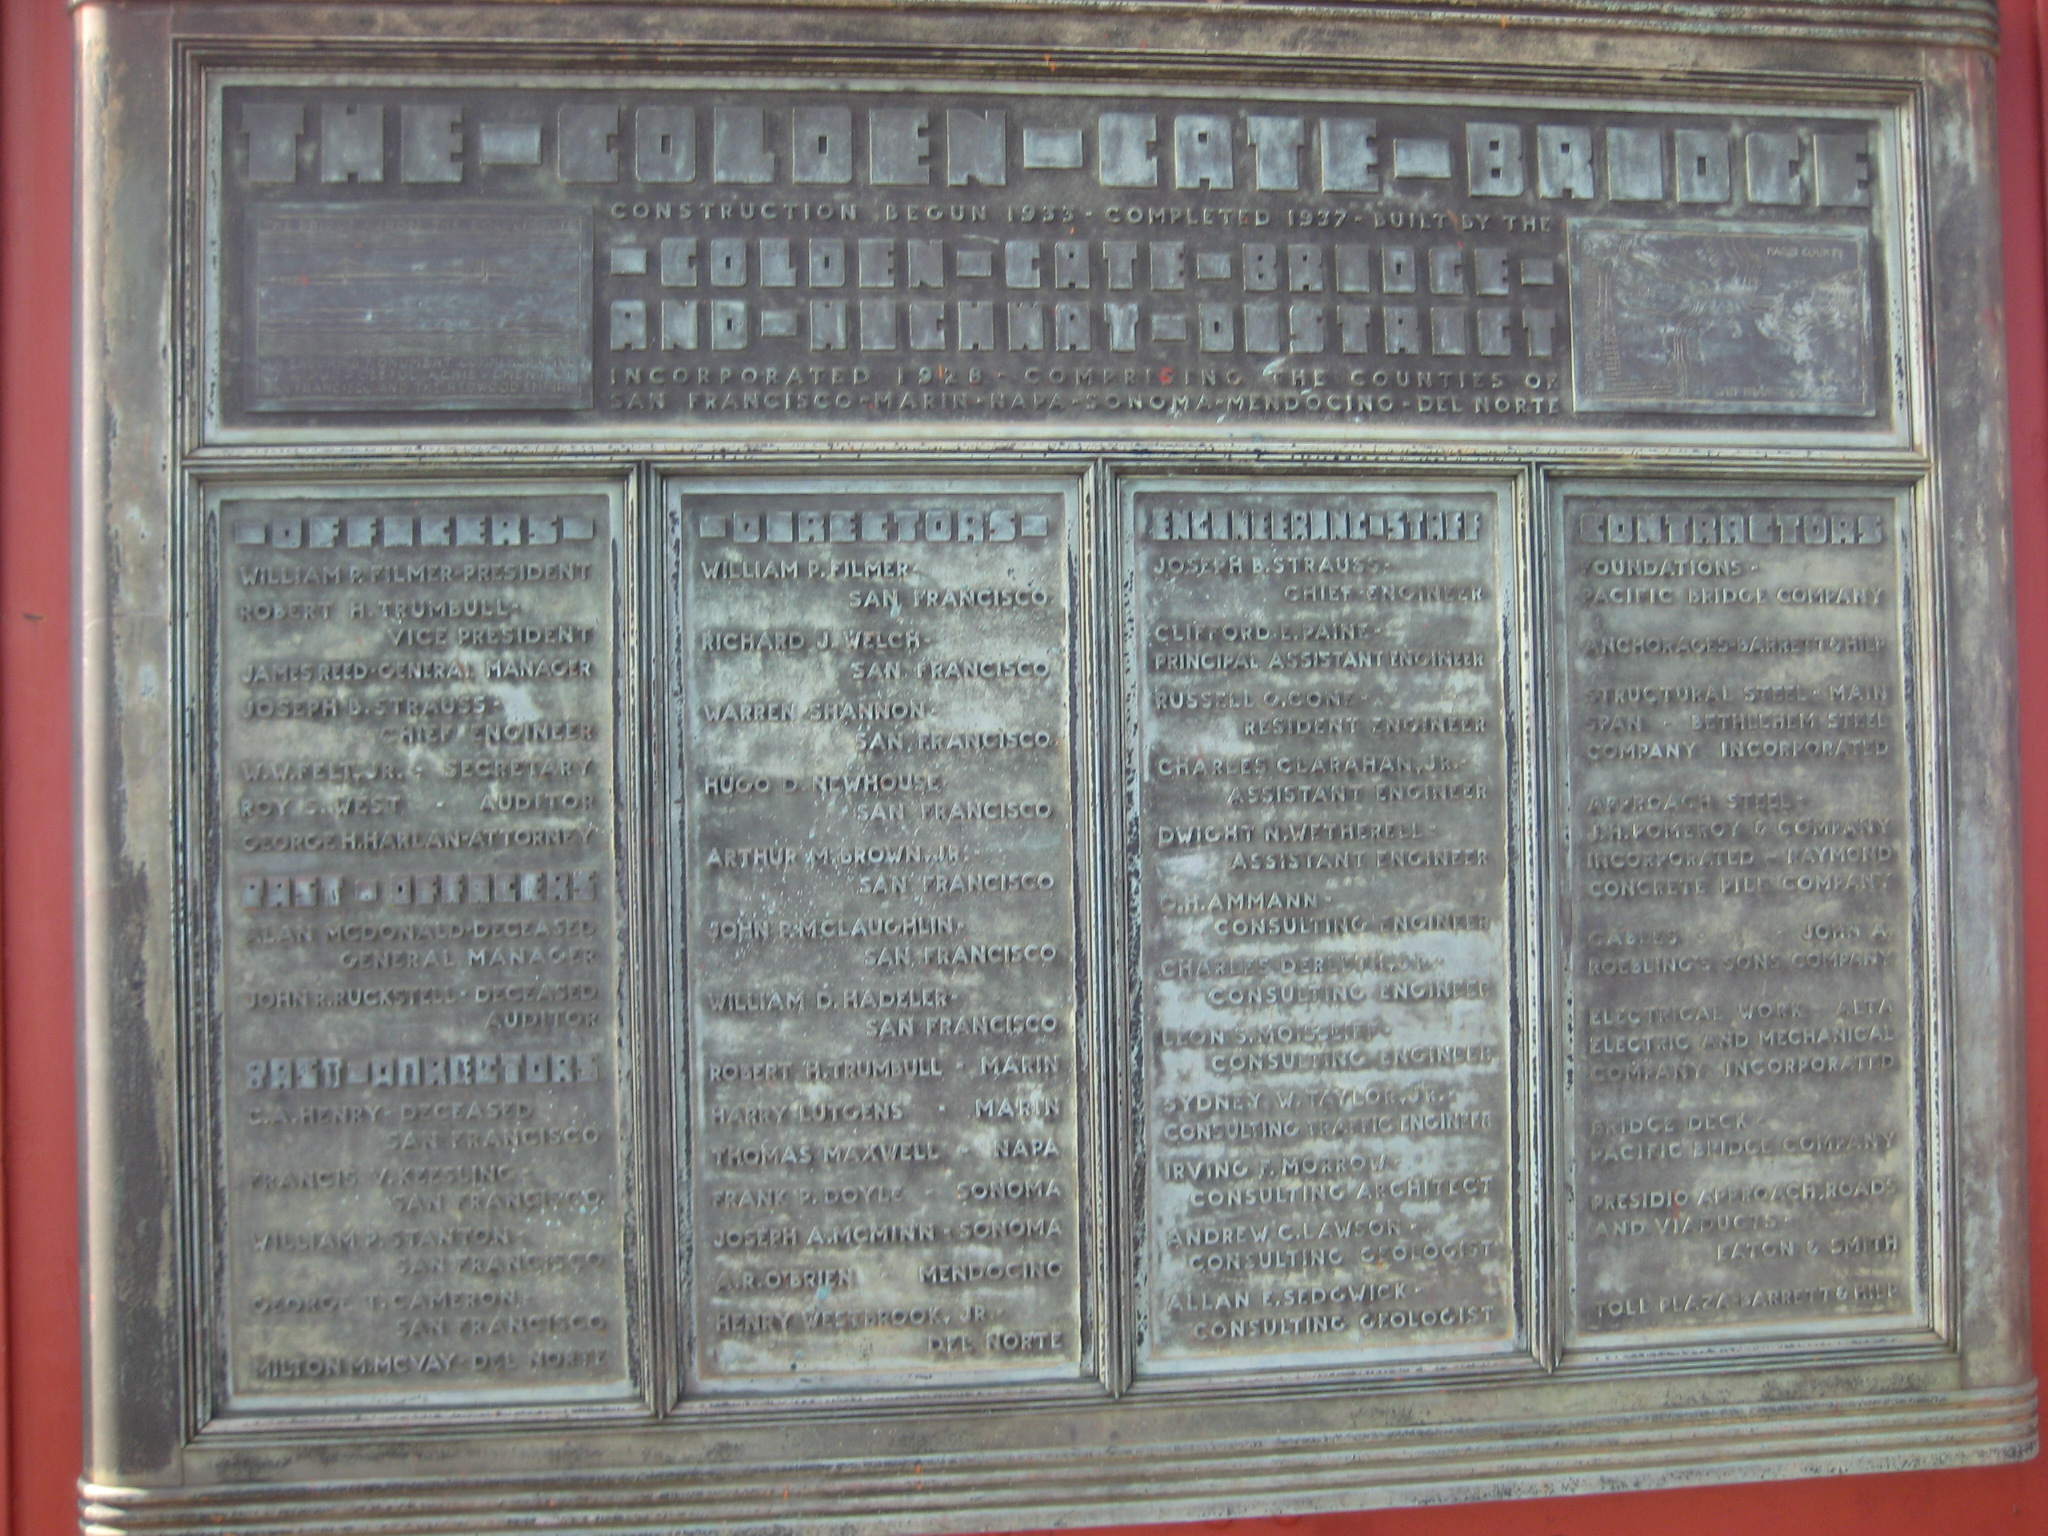 THE-GOLDEN-GATE-BRIDGE
CONSTRUCTION BEGUN 1933-COMPLETED 1937-BUILT BY THE
-GOLDEN-GATE-BRIDGE-
AND-HIGHWAY-DISTRICT
INCORPORATED 1928-COMPRISING THE COUNTIES OF
SAN FRANCISCO-MARIN-NAPA-SONOMA-MENDOCINO-DEL NORTE
MARIN COUNTY
-OFFICERS-
WILLIAM P. FILMER-PRESIDENT
ROBERT H. TRUMBULL-
VICE PRESIDENT
JAMES REED-GENERAL MANAGER
JOSEPH B. STRAUSS-
CHIEF ENGINEER
W.W. FELT, JR. - SECRETARY
ROY S. WEST - AUDITOR
GEORGE H. HARLAN-ATTORNEY
PAST-OFFICERS
ALAN MCDONALD-DECEASED
GENERAL MANAGER
JOHN R. RUCKSTELL-DECEASED
AUDITOR
PAST-DIRECTORS
C.A. HENRY-DECEASED
SAN FRANCISCO
FRANCIS V. KEESLING-
SAN FRANCISCO
WILLIAM P. STANTON-
SAN FRANCISCO
GEORGE T. CAMERON-
SAN FRANCISCO
MILTON M. MCVAY-DEL NORTE
-DIRECTORS-
WILLIAM P. FILMER-
SAN FRANCISCO
RICHARD J. WELCH-
SAN FRANCISCO
WARREN SHANNON-
SAN FRANCISCO
HUGO D. NEWHOUSE-
SAN FRANCISCO
ARTHUR M. BROWN, JR.-
SAN FRANCISCO
JOHN P. MCLAUGHLIN-
SAN FRANCISCO
WILLIAM D. HADELER-
SAN FRANCISCO
ROBERT H. TRUMBULL - MARIN
HARRY LUTGENS - MARIN
THOMAS MAXWELL - NAPA
FRANK P. DOYLE - SONOMA
JOSEPH A. MCMINN-SONOMA
A.R. O'BRIEN MENDOCINO
HENRY WESTBROOK, JR.-
DEL NORTE
ENGINEERING-STAFF
JOSEPH B. STRAUSS-
CHIEF ENGINEER
CLIFFORD E. PAINE-
PRINCIPAL ASSISTANT ENGINEER
RUSSELL G. CONE-
RESIDENT ENGINEER
CHARLES CLARAHAN, JR.-
ASSISTANT ENGINEER
DWIGHT N. WETHERELL-
ASSISTANT ENGINEER
O.H. AMMANN-
CONSULTING ENGINEER
CHARLES DERLETH, JR.-
CONSULTING ENGINEER
LEON S. MOISSEIFF-
CONSULTING ENGINEER
SYDNEY W. TAYLOR, JR.-
CONSULTING TRAFFIC ENGINEER
IRVING F. MORROW-
CONSULTING ARCHITECT
ANDREW C. LAWSON-
CONSULTING GEOLOGIST
ALLAN E. SEDGWICK-
CONSULTING GEOLOGIST
CONTRACTORS
FOUNDATIONS-
PACIFIC BRIDGE COMPANY
ANCHORAGES-BARRETT & HILP
STRUCTURAL STEEL-MAIN
SPAN - BETHLEHEM STEEL
COMPANY INCORPORATED
APPROACH STEEL-
J.H. POMEROY & COMPANY
INCORPORATED-RAYMOND
CONCRETE PILE COMPANY
CABLES - JOHN A.
ROEBLING'S SONS COMPANY
ELECTRICAL WORK - ALTA
ELECTRIC AND MECHANICAL
COMPANY INCORPORATED
BRIDGE DECK-
PACIFIC BRIDGE COMPANY
PRESIDIO APPROACH, ROADS
AND VIADUCTS-
EATON & SMITH
TOLL PLAZA-BARRETT & HILP